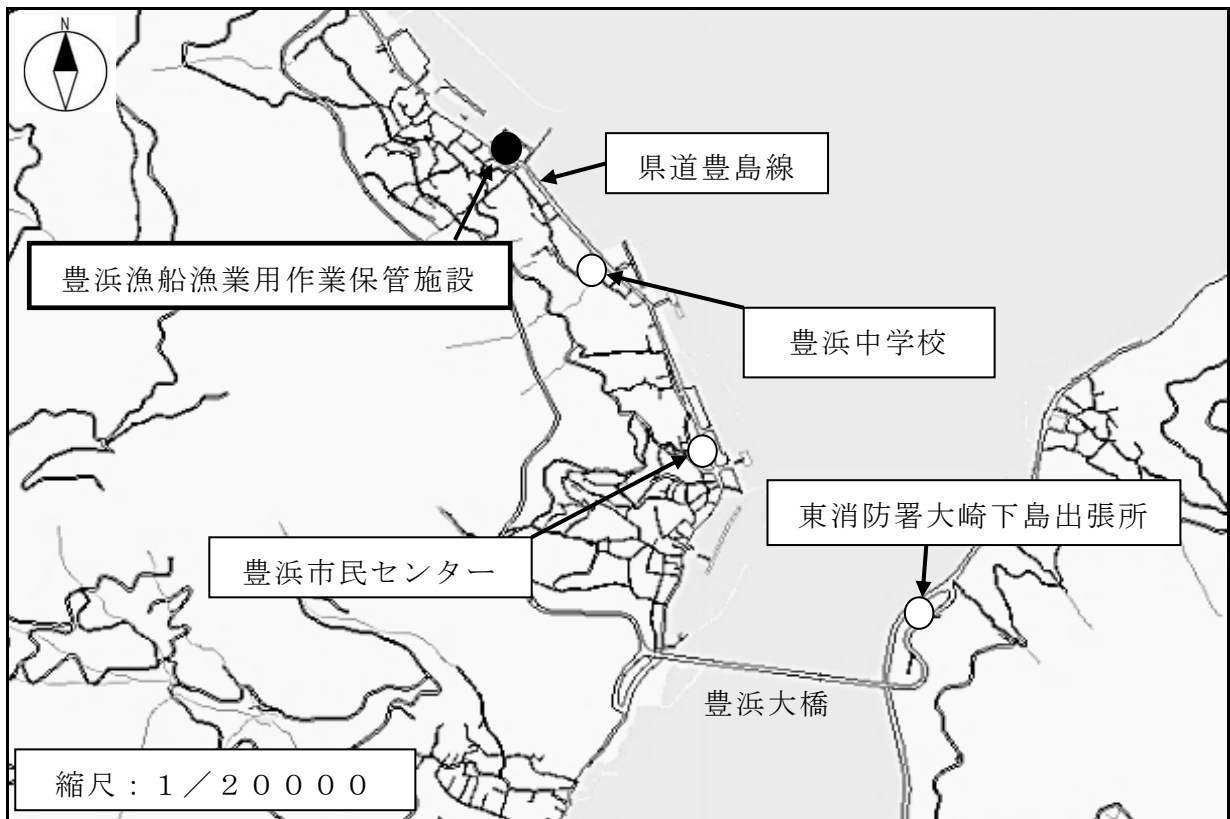 N
県道豊島線
豊浜漁船漁業用作業保管施設
豊浜中学校
東消防署大崎下島出張所
豊浜市民センター
豊浜大橋
縮尺：１／２００００